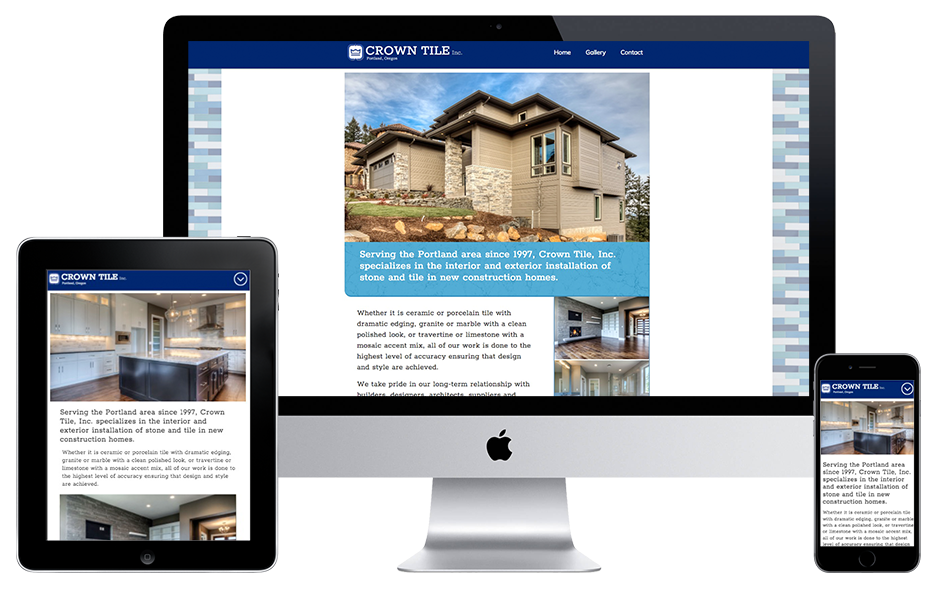 CROWN TILE Inc.
Portland, Oregon
Home Gallery Contact
Serving the Portland area since 1997, Crown Tile, Inc.
specializes in the interior and exterior installation of
stone and tile in new construction homes.
Whether it is ceramic or porcelain tile with
dramatic edging, granite or marble with a clean
polished look, or travertine or limestone with a
mosaic accent mix, all of our work is done to the
highest level of accuracy ensuring that design
and style are achieved.
We take pride in our long-term relationship with
builders, designers, architects, suppliers and
CROWN TILE Inc.
Portland, Oregon
Serving the Portland area since 1997, Crown
Tile, Inc. specializes in the interior and
exterior installation of stone and tile in new
construction homes.
Whether it is ceramic or porcelain tile with dramatic edging,
granite or marble with a clean polished look, or travertine or
limestone with a mosaic accent mix, all of our work is done to
the highest level of accuracy ensuring that design and style
are achieved.
CROWN TILE Inc.
Portland, Oregon
Serving the Portland area
since 1997, Crown Tile, Inc.
specializes in the interior
and exterior installation of
stone and tile in new
construction homes.
Whether it is ceramic or porcelain
tile with dramatic edging, granite or
marble with a clean polished look, or
travertine or limestone with a mosaic
accent mix, all of our work is done to
the highest level of accuracy ensuring